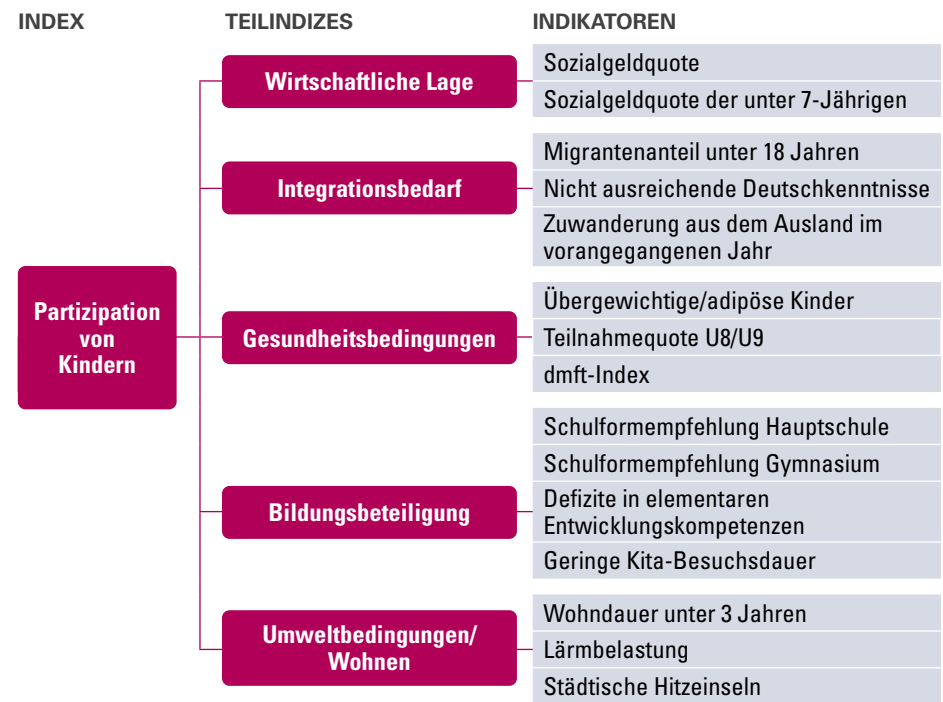 INDEX
TEILINDIZES
INDIKATOREN
Partizipation
von
Kindern
Wirtschaftliche Lage
Sozialgeldquote
Sozialgeldquote der unter 7-Jährigen
Integrationsbedarf
Migrantenanteil unter 18 Jahren
Nicht ausreichende Deutschkenntnisse
Zuwanderung aus dem Ausland im
vorangegangenen Jahr
Gesundheitsbedingungen
Übergewichtige/adipöse Kinder
Teilnahmequote U8/U9
dmft-Index
Bildungsbeteiligung
Schulformempfehlung Hauptschule
Schulformempfehlung Gymnasium
Defizite in elementaren
Entwicklungskompetenzen
Geringe Kita-Besuchsdauer
Umweltbedingungen/
Wohnen
Wohndauer unter 3 Jahren
Lärmbelastung
Städtische Hitzeinseln